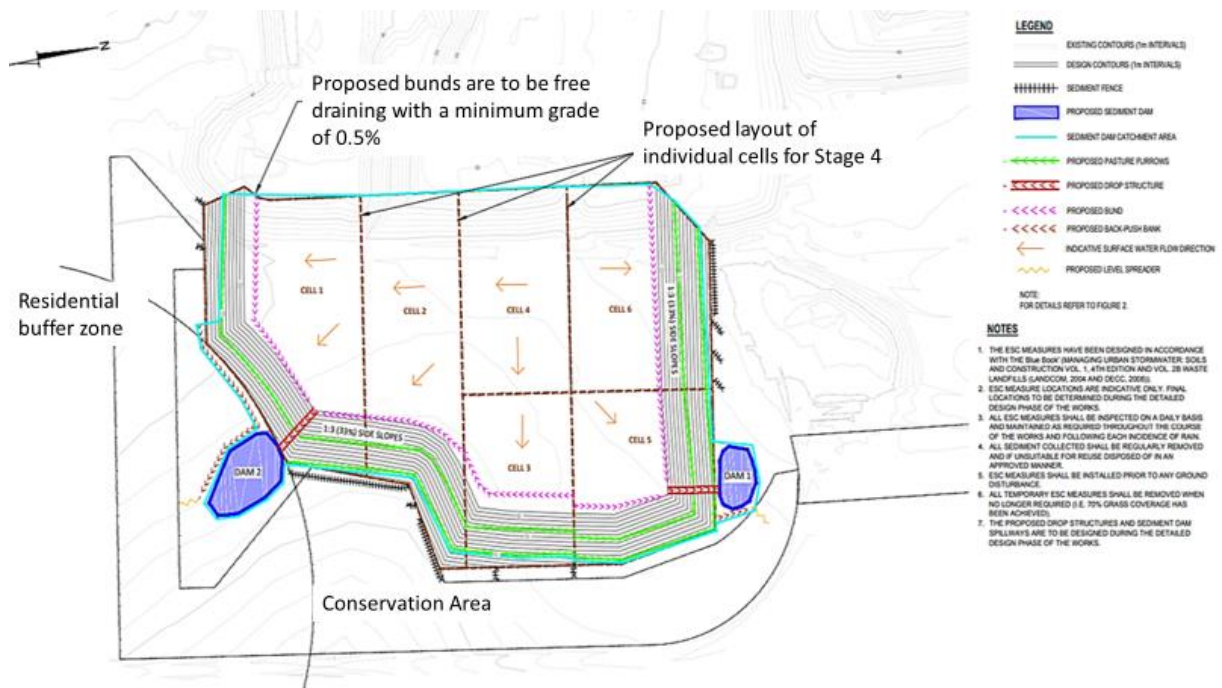 N
Proposed bunds are to be free
draining with a minimum grade
of 0.5%
Proposed layout of
individual cells for Stage 4
Residential
buffer zone
CELL 1
CELL 2
CELL 4
CELL 6
1:3 (33%) SIDE SLOPES
CELL 5
1:3 (33%) SIDE SLOPES
CELL 3
DAM 2
DAM 1
Conservation Area
LEGEND
EXISTING CONTOURS (1m INTERVALS)
DESIGN CONTOURS (1m INTERVALS)
SEDIMENT FENCE
PROPOSED SEDIMENT DAM
SEDIMENT DAM CATCHMENT AREA
PROPOSED PASTURE FURROWS
PROPOSED DROP STRUCTURE
PROPOSED BUND
PROPOSED BACK-PUSH BANK
INDICATIVE SURFACE WATER FLOW DIRECTION
PROPOSED LEVEL SPREADER
NOTE:
FOR DETAILS REFER TO FIGURE 2.
NOTES
1. THE ESC MEASURES HAVE BEEN DESIGNED IN ACCORDANCE
WITH THE Blue Book' (MANAGING URBAN STORMWATER: SOILS
AND CONSTRUCTION VOL. 1, 4TH EDITION AND VOL. 2B WASTE
LANDFILLS (LANDCOM, 2004 AND DECC, 2008)).
2. ESC MEASURE LOCATIONS ARE INDICATIVE ONLY. FINAL
LOCATIONS TO BE DETERMINED DURING THE DETAILED
DESIGN PHASE OF THE WORKS.
3. ALL ESC MEASURES SHALL BE INSPECTED ON A DAILY BASIS
AND MAINTAINED AS REQUIRED THROUGHOUT THE COURSE
OF THE WORKS AND FOLLOWING EACH INCIDENCE OF RAIN.
4. ALL SEDIMENT COLLECTED SHALL BE REGULARLY REMOVED
AND IF UNSUITABLE FOR REUSE DISPOSED OF IN AN
APPROVED MANNER.
5. ESC MEASURES SHALL BE INSTALLED PRIOR TO ANY GROUND
DISTURBANCE.
6. ALL TEMPORARY ESC MEASURES SHALL BE REMOVED WHEN
NO LONGER REQUIRED (I.E. 70% GRASS COVERAGE HAS
BEEN ACHIEVED).
7. THE PROPOSED DROP STRUCTURES AND SEDIMENT DAM
SPILLWAYS ARE TO BE DESIGNED DURING THE DETAILED
DESIGN PHASE OF THE WORKS.